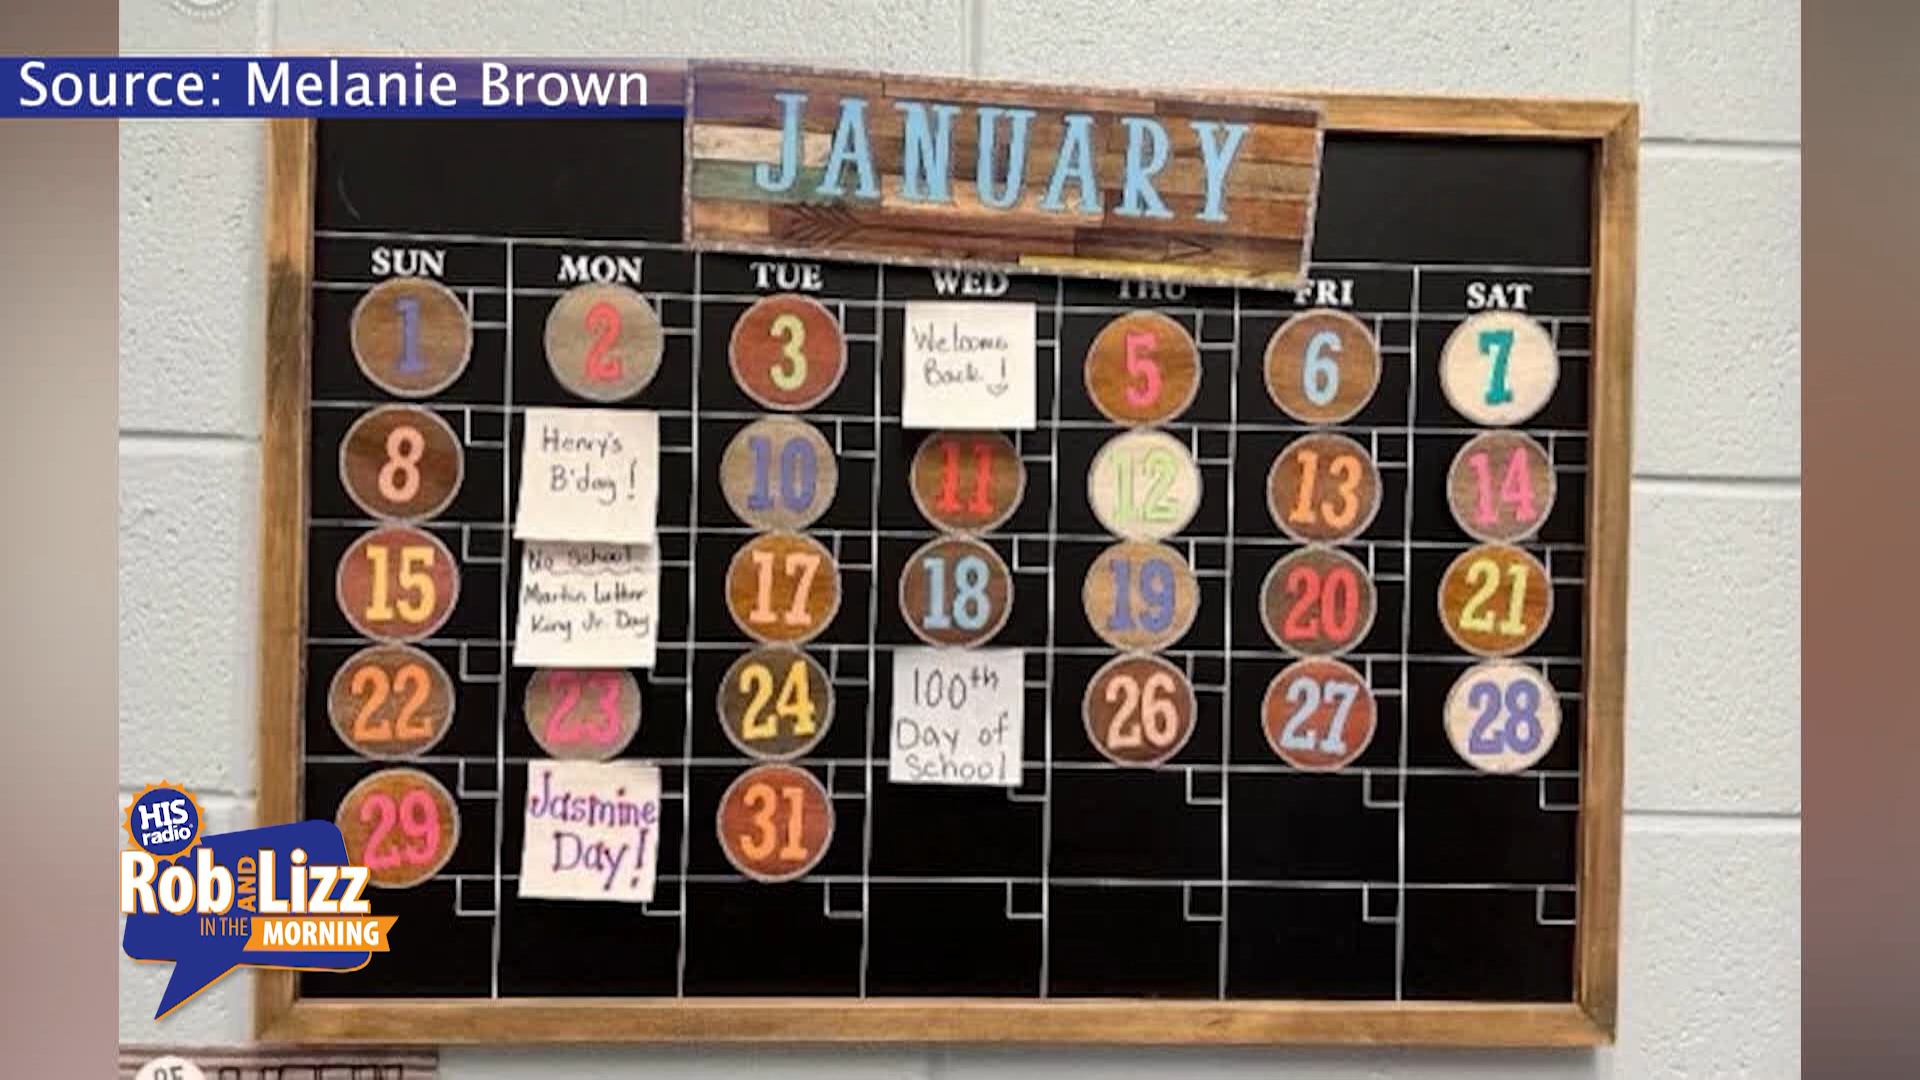 Source: Melanie Brown
JANUARY
SUN MON TUE WED THU FRI SAT
1 2 3 Welcome Back! 5 6 7
8 Henry's B'day! 10 11 12 13 14
15 No School Martin Luther King Jr. Day 17 18 19 20 21
22 23 24 100th Day of School 26 27 28
29 Jasmine Day! 31
HIS radio
Rob AND Lizz
IN THE MORNING